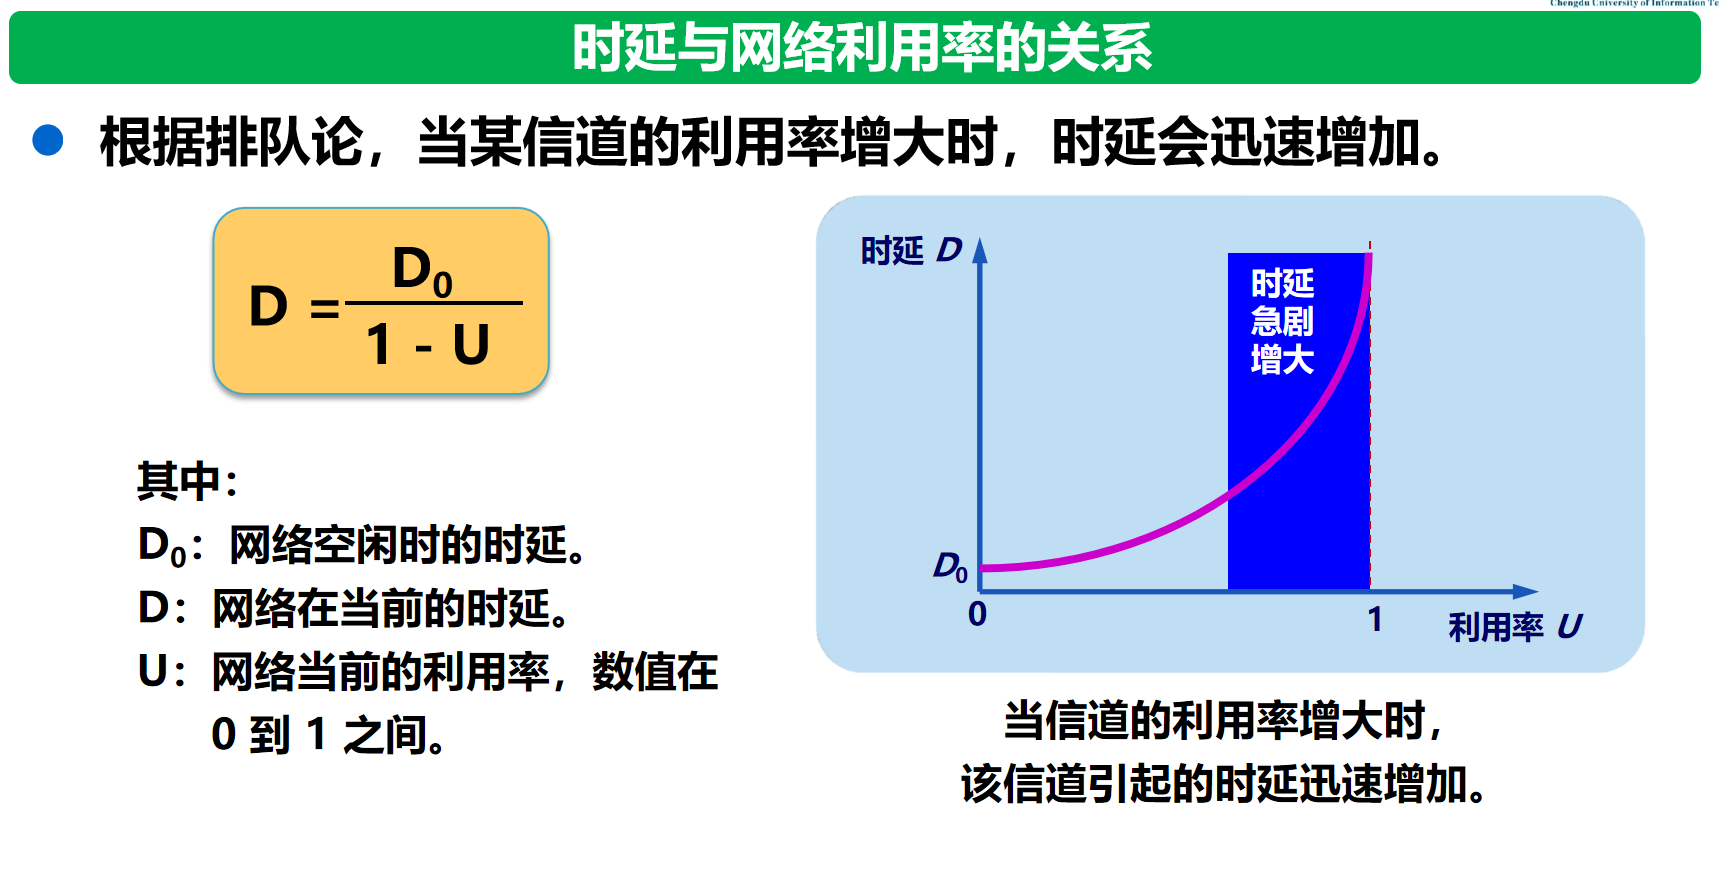 Chengdu University of Information Te
时延与网络利用率的关系
根据排队论，当某信道的利用率增大时，时延会迅速增加。
D = D₀ / 1 - U
其中：
D₀：网络空闲时的时延。
D：网络在当前的时延。
U：网络当前的利用率，数值在
0 到 1 之间。
时延 D
时延
急剧
增大
D₀
0
1
利用率 U
当信道的利用率增大时，
该信道引起的时延迅速增加。